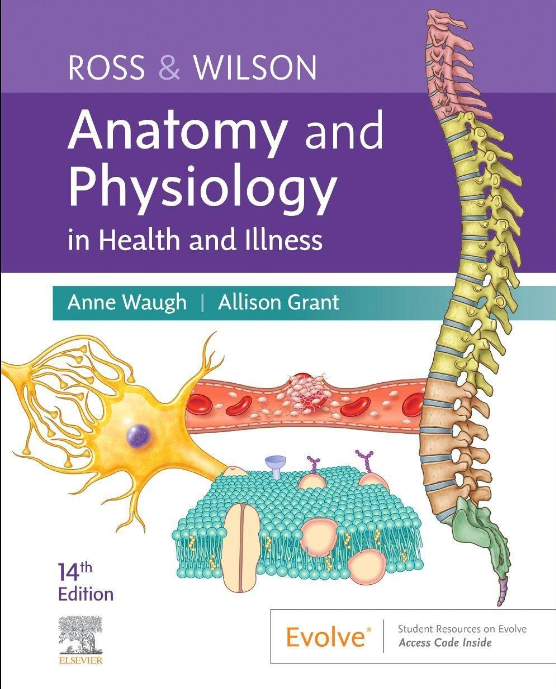 ROSS & WILSON
Anatomy and
Physiology
in Health and Illness
Anne Waugh | Allison Grant
14th
Edition
ELSEVIER
Evolve®
Student Resources on Evolve
Access Code Inside